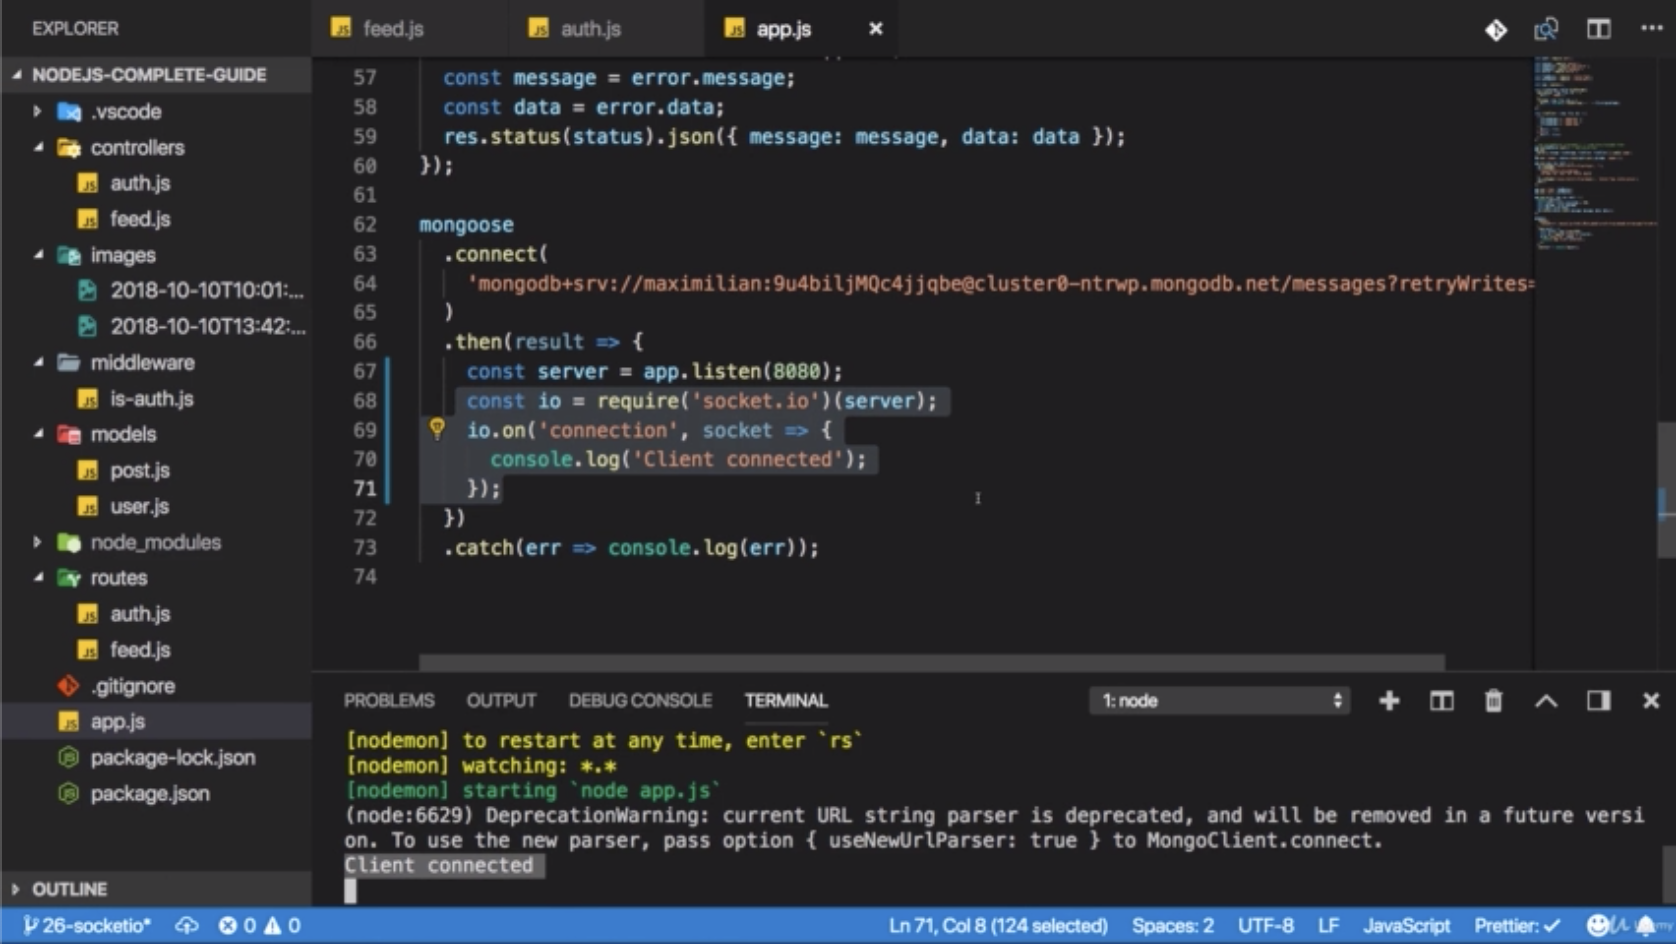 EXPLORER
NODEJS-COMPLETE-GUIDE
.vscode
controllers
auth.js
feed.js
images
2018-10-10T10:01:...
2018-10-10T13:42:...
middleware
is-auth.js
models
post.js
user.js
node_modules
routes
auth.js
feed.js
.gitignore
app.js
package-lock.json
package.json
OUTLINE
feed.js auth.js app.js
57 const message = error.message;
58 const data = error.data;
59 res.status(status).json({ message: message, data: data });
60 });
61
62 mongoose
63 .connect(
64 'mongodb+srv://maximilian:9u4biljMQc4jjqbe@cluster0-ntrwp.mongodb.net/messages?retryWrites=
65 )
66 .then(result => {
67 const server = app.listen(8080);
68 const io = require('socket.io')(server);
69 io.on('connection', socket => {
70 console.log('Client connected');
71 });
72 })
73 .catch(err => console.log(err));
74
PROBLEMS OUTPUT DEBUG CONSOLE TERMINAL 1: node
[nodemon] to restart at any time, enter `rs`
[nodemon] watching: *.*
[nodemon] starting `node app.js`
(node:6629) DeprecationWarning: current URL string parser is deprecated, and will be removed in a future versi
on. To use the new parser, pass option { useNewUrlParser: true } to MongoClient.connect.
Client connected
26-socketio* 0 0 Ln 71, Col 8 (124 selected) Spaces: 2 UTF-8 LF JavaScript Prettier: ✓